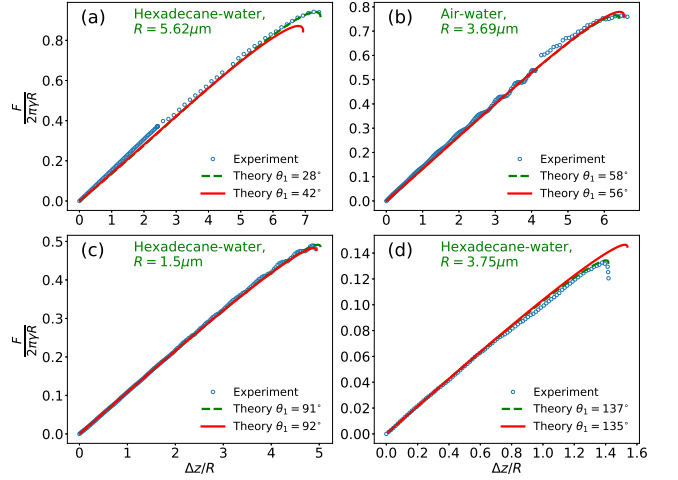 (a)
Hexadecane-water,
R = 5.62μm
0.8
0.6
0.4
0.2
0.0
F
2πγR
Experiment
Theory θ₁ = 28°
Theory θ₁ = 42°
0 1 2 3 4 5 6 7
(b)
Air-water,
R = 3.69μm
0.8
0.7
0.6
0.5
0.4
0.3
0.2
0.1
0.0
Experiment
Theory θ₁ = 58°
Theory θ₁ = 56°
0 1 2 3 4 5 6
(c)
Hexadecane-water,
R = 1.5μm
0.5
0.4
0.3
0.2
0.1
0.0
F
2πγR
Experiment
Theory θ₁ = 91°
Theory θ₁ = 92°
0 1 2 3 4 5
Δz/R
(d)
Hexadecane-water,
R = 3.75μm
0.14
0.12
0.10
0.08
0.06
0.04
0.02
0.00
Experiment
Theory θ₁ = 137°
Theory θ₁ = 135°
0.0 0.2 0.4 0.6 0.8 1.0 1.2 1.4 1.6
Δz/R